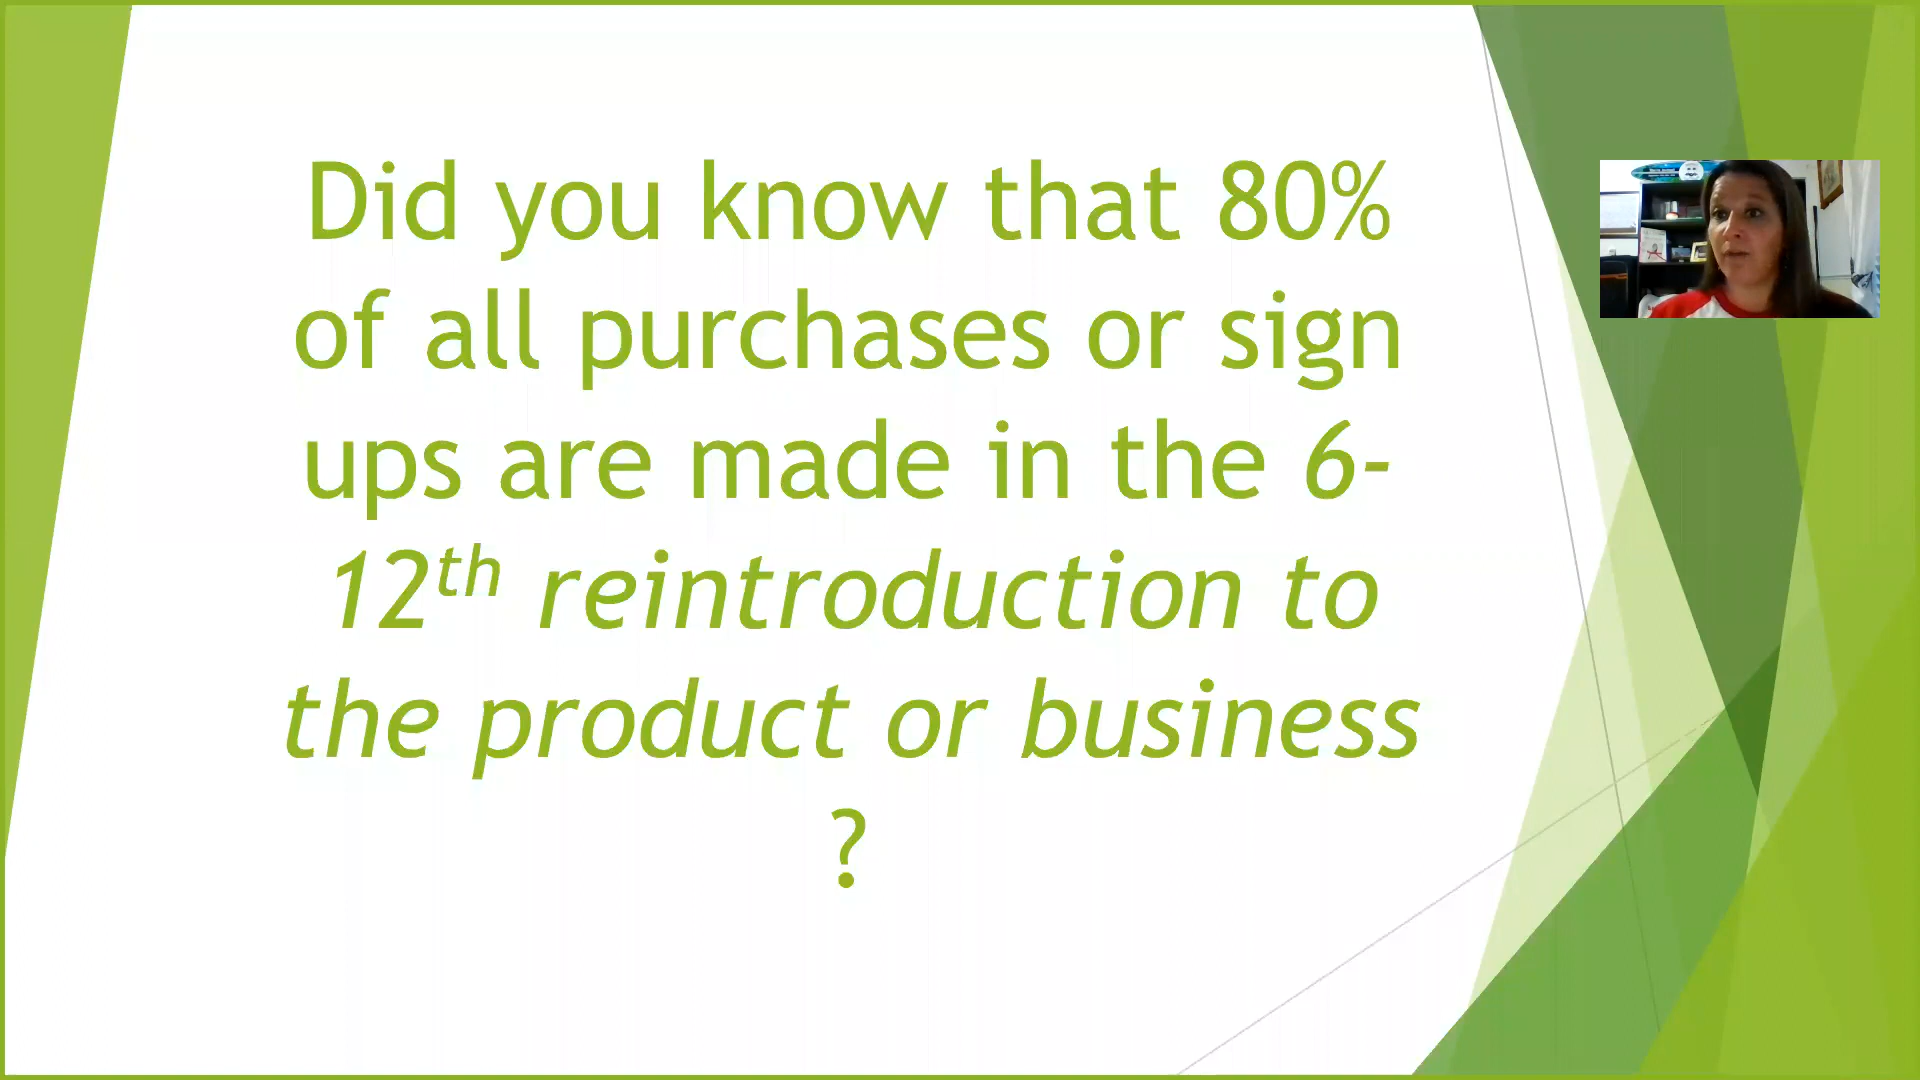 Did you know that 80%
of all purchases or sign
ups are made in the 6-
12th reintroduction to
the product or business
?